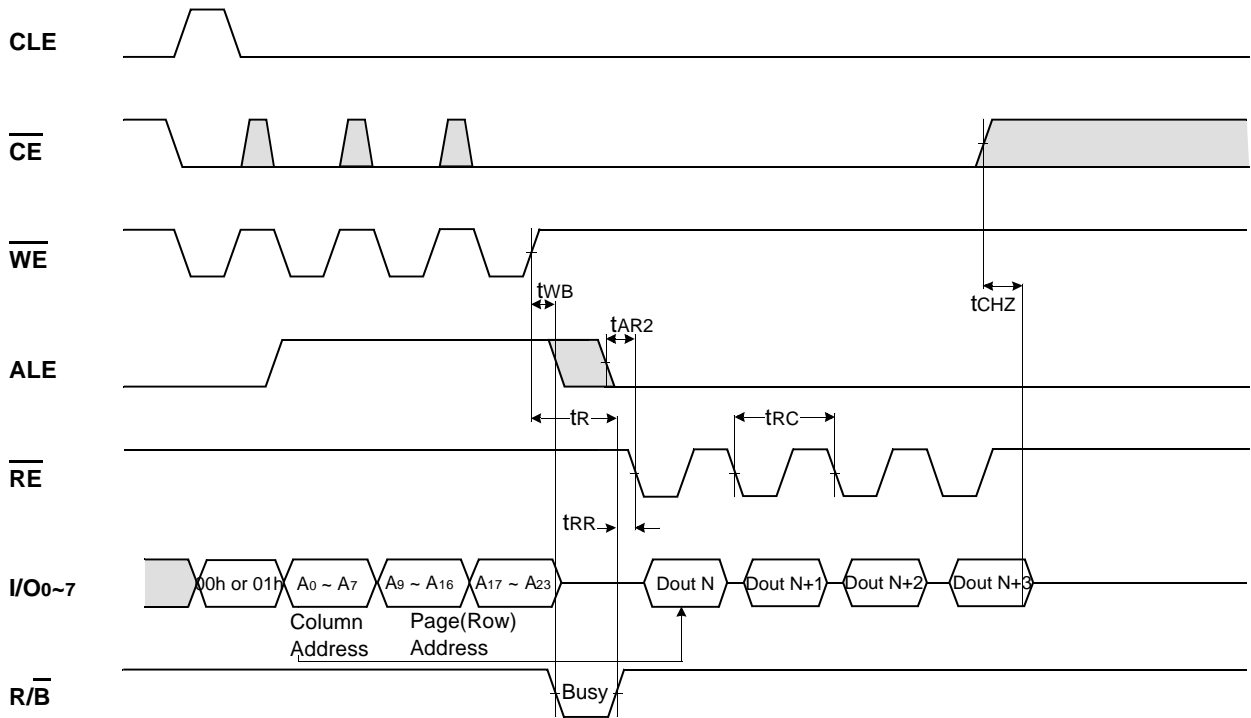 CLE
CE
WE
tWB
tCHZ
tAR2
ALE
tR
tRC
RE
tRR
I/O0~7
00h or 01h
A0 ~ A7
A9 ~ A16
A17 ~ A23
Dout N
Dout N+1
Dout N+2
Dout N+3
Column
Address
Page(Row)
Address
R/B
Busy